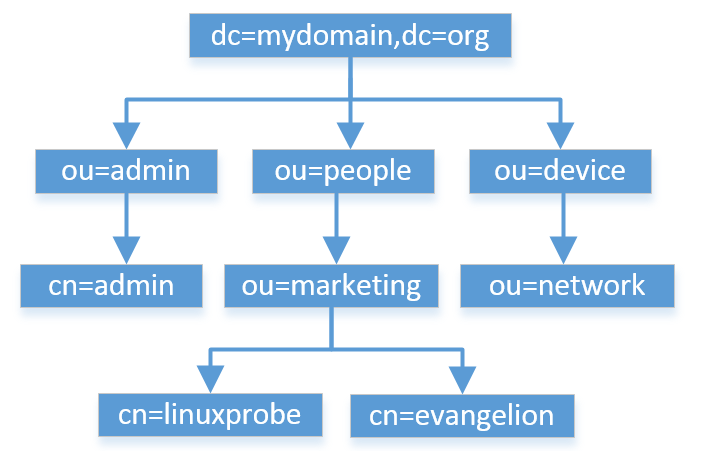 dc=mydomain,dc=org
ou=admin
ou=people
ou=device
cn=admin
ou=marketing
ou=network
cn=linuxprobe
cn=evangelion